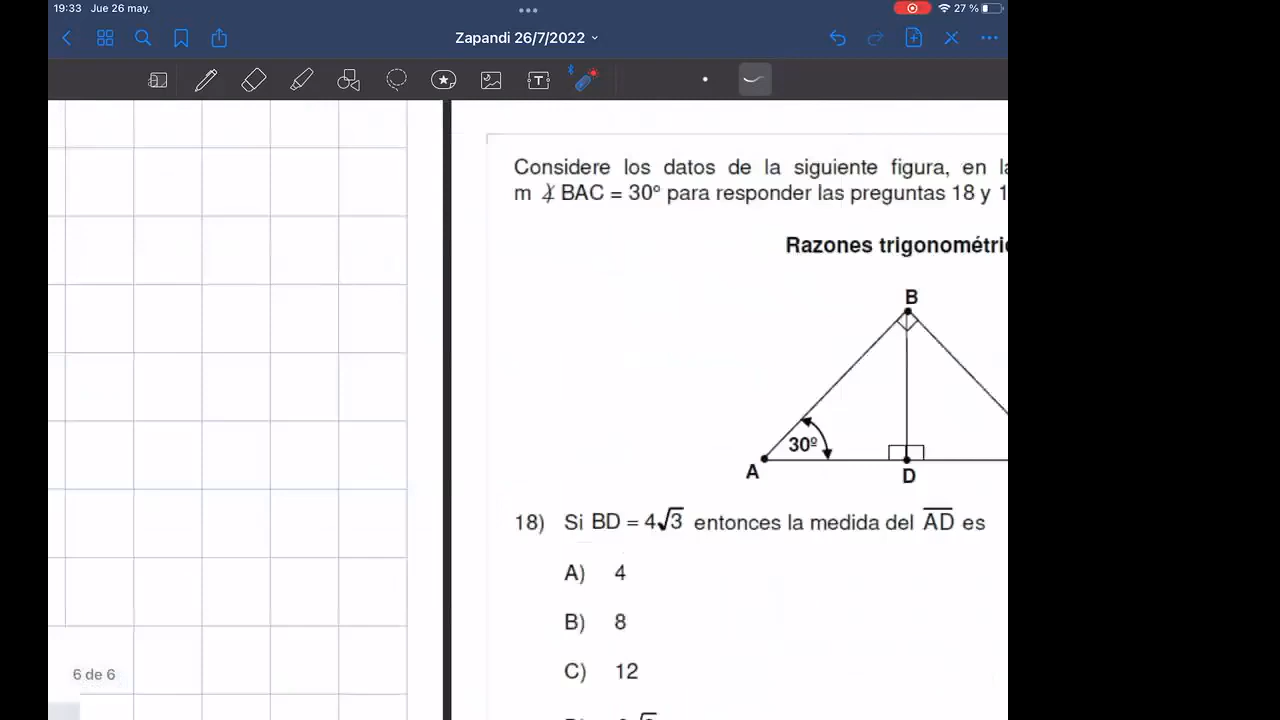 19:33 Jue 26 may.
27 %
Zapandi 26/7/2022
Considere los datos de la siguiente figura, en
m ∡ BAC = 30º para responder las preguntas 18 y 1
Razones
B
30º
A
D
18) Si BD = 4√3 entonces la medida del AD es
A) 4
B) 8
C) 12
6 de 6